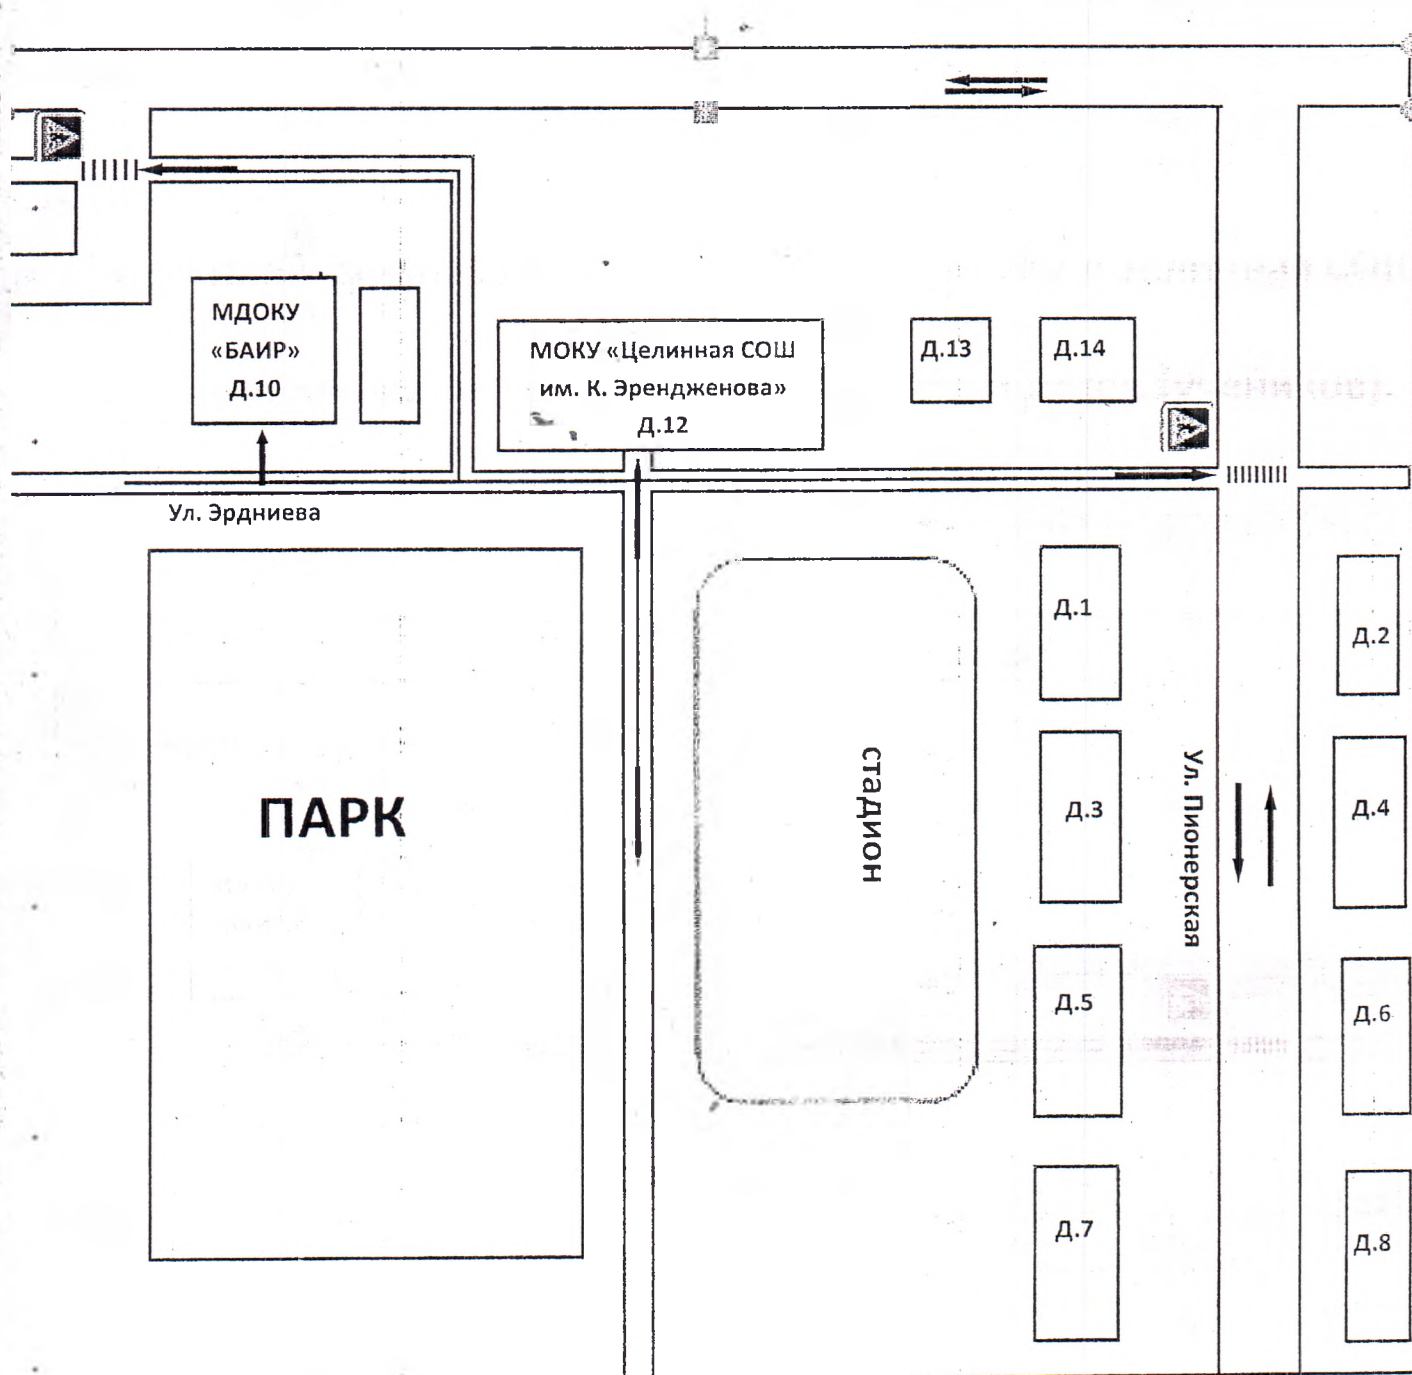 МДОКУ
«БАИР»
Д.10
МОКУ «Целинная СОШ
им. К. Эрендженова»
Д.12
Д.13
Д.14
Ул. Эрдниева
ПАРК
стадион
Д.1
Д.2
Д.3
Д.4
Ул. Пионерская
Д.5
Д.6
Д.7
Д.8